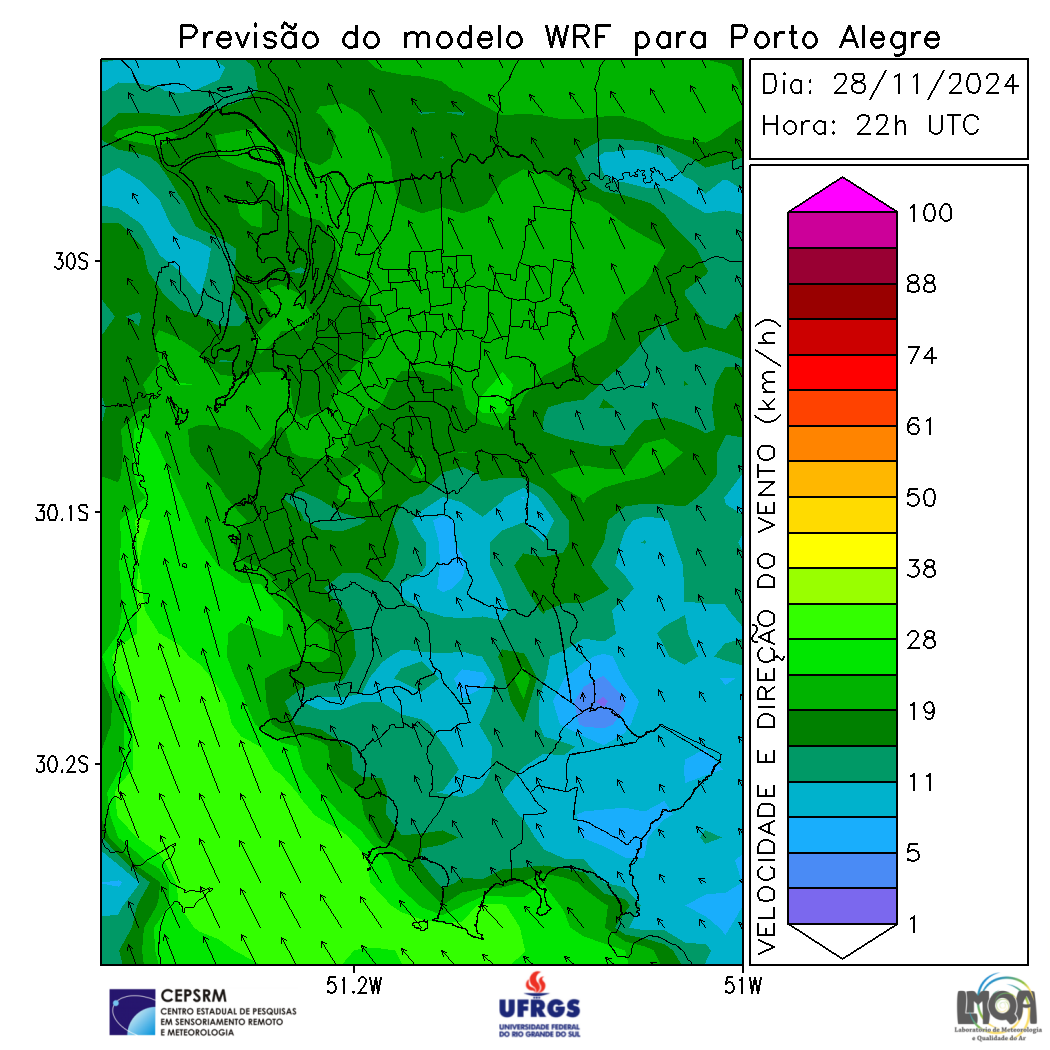 Previsão do modelo WRF para Porto Alegre
Dia: 28/11/2024
Hora: 22h UTC
30S
30.1S
30.2S
51.2W
51W
VELOCIDADE E DIREÇÃO DO VENTO (km/h)
100
88
74
61
50
38
28
19
11
5
1
CEPSRM
CENTRO ESTADUAL DE PESQUISAS
EM SENSORIAMENTO REMOTO
E METEOROLOGIA
UFRGS
UNIVERSIDADE FEDERAL
DO RIO GRANDE DO SUL
LMQA
Laboratório de Meteorologia
e Qualidade do Ar